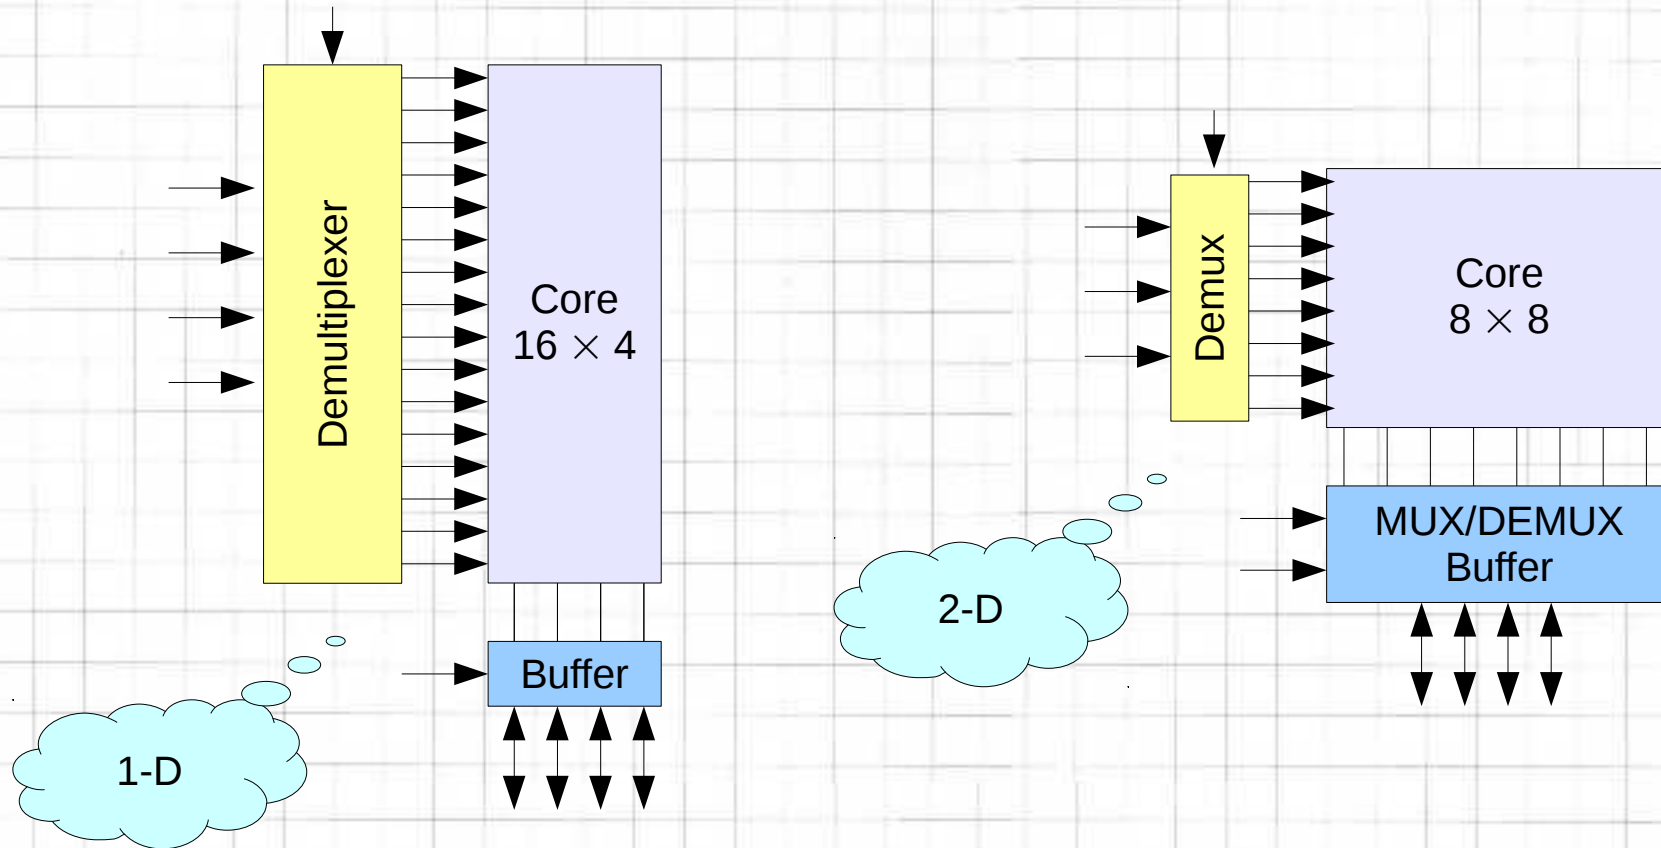 Demultiplexer
Core
16 × 4
Buffer
1-D
Demux
Core
8 × 8
MUX/DEMUX
Buffer
2-D